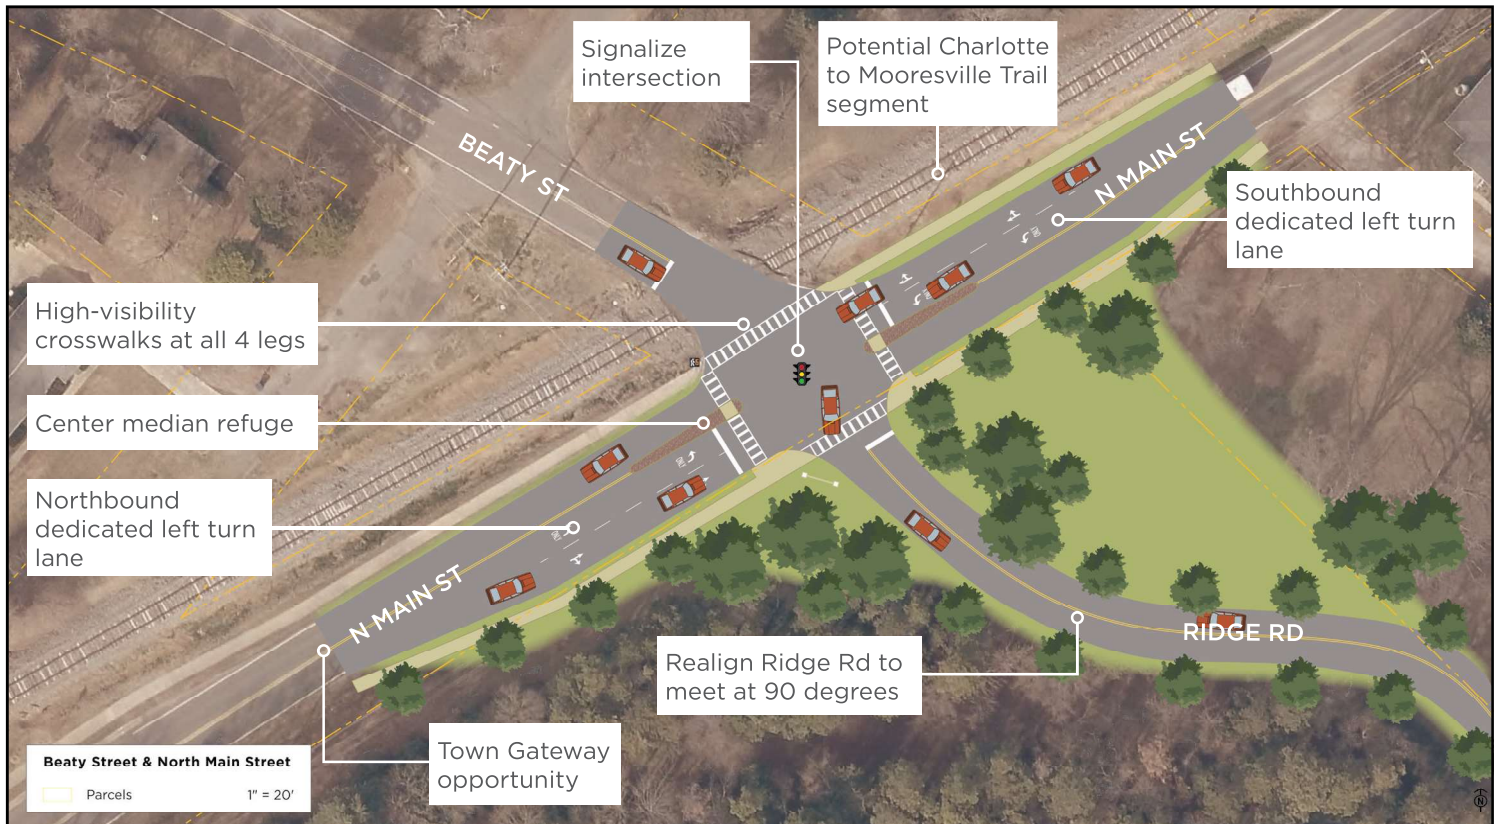 Signalize
intersection
Potential Charlotte
to Mooresville Trail
segment
BEATY ST
N MAIN ST
Southbound
dedicated left turn
lane
High-visibility
crosswalks at all 4 legs
Center median refuge
Northbound
dedicated left turn
lane
N MAIN ST
RIDGE RD
Realign Ridge Rd to
meet at 90 degrees
Town Gateway
opportunity
Beaty Street & North Main Street
Parcels 1" = 20'
N